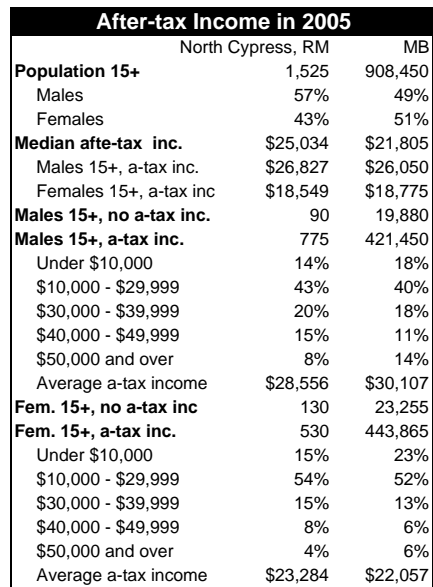 After-tax Income in 2005
North Cypress, RM MB
Population 15+ 1,525 908,450
Males 57% 49%
Females 43% 51%
Median afte-tax inc. $25,034 $21,805
Males 15+, a-tax inc. $26,827 $26,050
Females 15+, a-tax inc $18,549 $18,775
Males 15+, no a-tax inc. 90 19,880
Males 15+, a-tax inc. 775 421,450
Under $10,000 14% 18%
$10,000 - $29,999 43% 40%
$30,000 - $39,999 20% 18%
$40,000 - $49,999 15% 11%
$50,000 and over 8% 14%
Average a-tax income $28,556 $30,107
Fem. 15+, no a-tax inc 130 23,255
Fem. 15+, a-tax inc. 530 443,865
Under $10,000 15% 23%
$10,000 - $29,999 54% 52%
$30,000 - $39,999 15% 13%
$40,000 - $49,999 8% 6%
$50,000 and over 4% 6%
Average a-tax income $23,284 $22,057